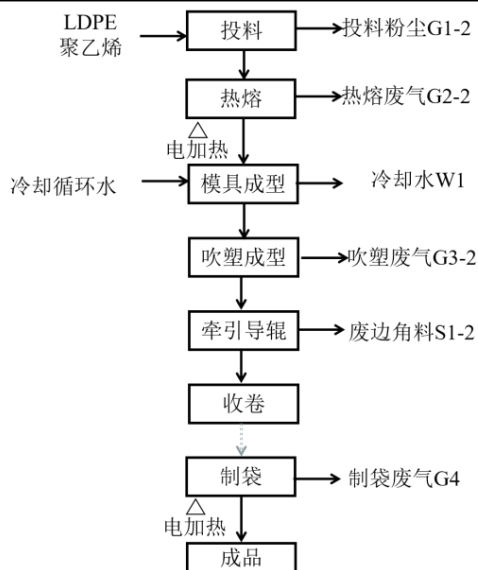 LDPE
聚乙烯
投料
投料粉尘G1-2
热熔
热熔废气G2-2
电加热
冷却循环水
模具成型
冷却水W1
吹塑成型
吹塑废气G3-2
牵引导辊
废边角料S1-2
收卷
制袋
制袋废气G4
电加热
成品